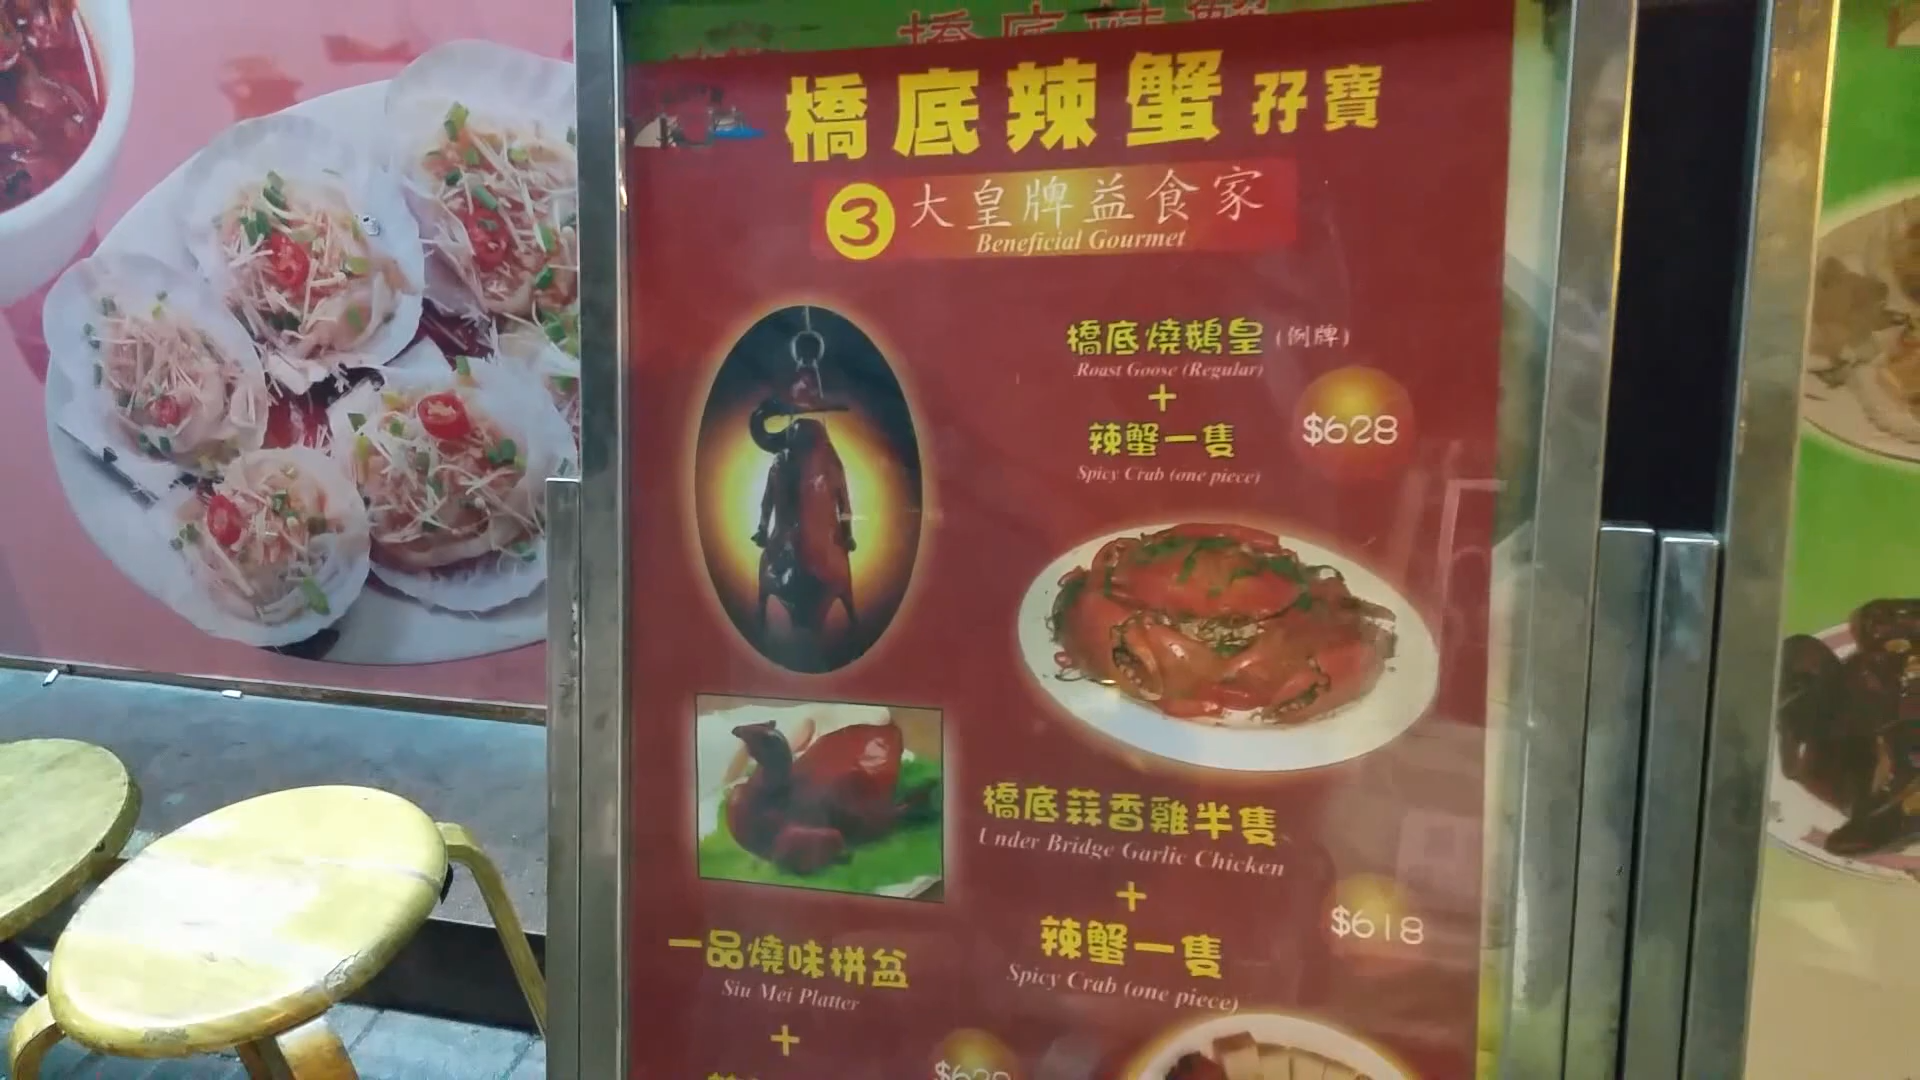 橋底辣蟹孖寶
3 大皇牌益食家
Beneficial Gourmet
橋底燒鵝皇(例牌)
Roast Goose (Regular)
+
辣蟹一隻
$628
Spicy Crab (one piece)
橋底蒜香雞半隻
Under Bridge Garlic Chicken
+
辣蟹一隻
$618
Spicy Crab (one piece)
一品燒味拼盆
Siu Mei Platter
+